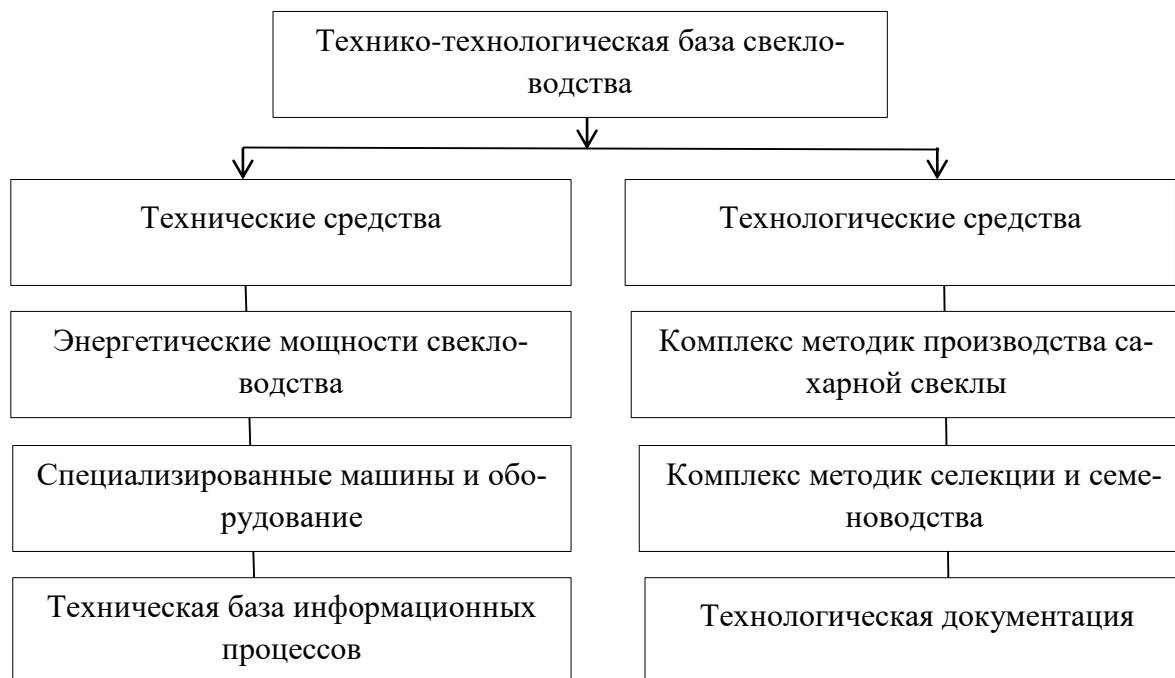 Технико-технологическая база свекло-
водства
Технические средства
Технологические средства
Энергетические мощности свекло-
водства
Комплекс методик производства са-
харной свеклы
Специализированные машины и обо-
рудование
Комплекс методик селекции и семе-
новодства
Техническая база информационных
процессов
Технологическая документация